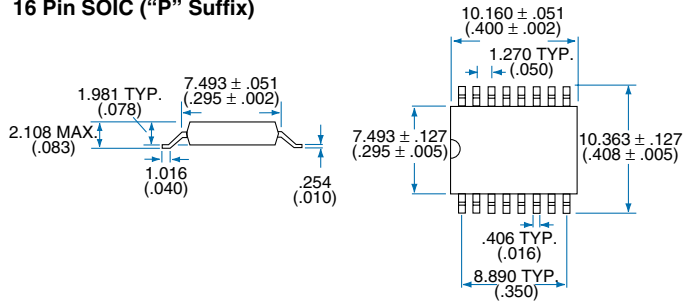 16 Pin SOIC (“P” Suffix)
1.981 TYP.
(.078)
7.493 ± .051
(.295 ± .002)
2.108 MAX.
(.083)
1.016
(.040)
.254
(.010)
10.160 ± .051
(.400 ± .002)
1.270 TYP.
(.050)
7.493 ± .127
(.295 ± .005)
10.363 ± .127
(.408 ± .005)
.406 TYP.
(.016)
8.890 TYP.
(.350)